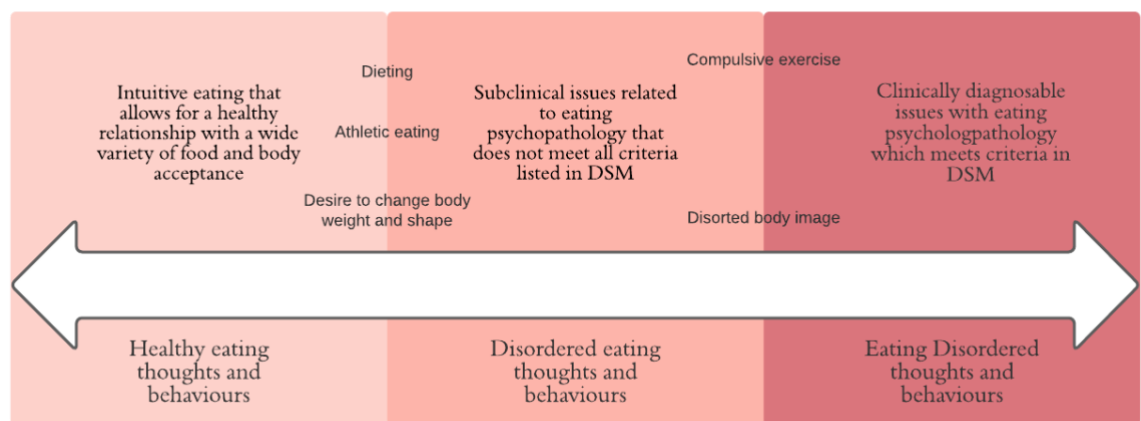 Intuitive eating that
allows for a healthy
relationship with a wide
variety of food and body
acceptance
Dieting
Athletic eating
Desire to change body
weight and shape
Subclinical issues related
to eating
psychopathology that
does not meet all criteria
listed in DSM
Compulsive exercise
Disorted body image
Clinically diagnosable
issues with eating
psychologpathology
which meets criteria in
DSM
Healthy eating
thoughts and
behaviours
Disordered eating
thoughts and
behaviours
Eating Disordered
thoughts and
behaviours